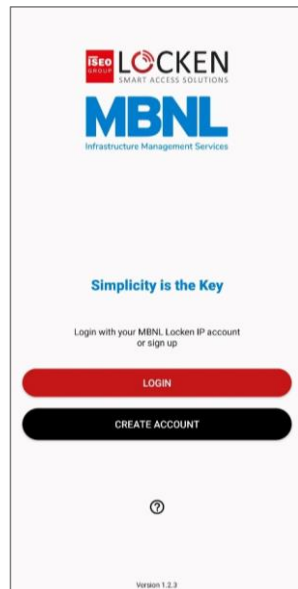 ISEO
GROUP
LOCKEN
SMART ACCESS SOLUTIONS
MBNL
Infrastructure Management Services
Simplicity is the Key
Login with your MBNL Locken IP account
or sign up
LOGIN
CREATE ACCOUNT
?
Version 1.2.3